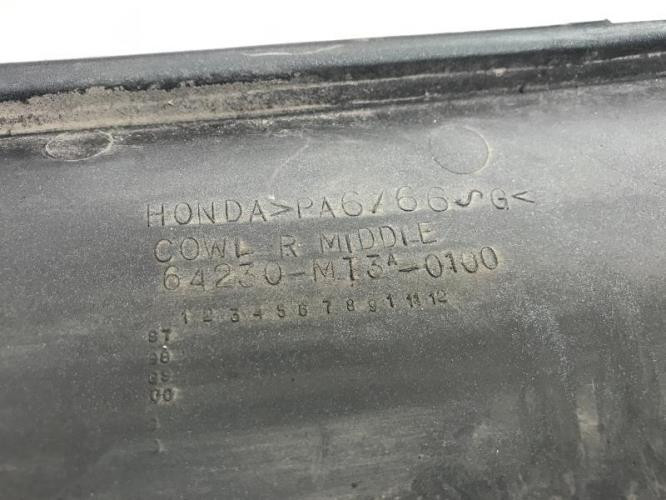 HONDA >PA6/66~G<
COWL R MIDDLE
64230-MT3A-0100
1 2 3 4 5 6 7 8 9 1 11 12
97
98
99
00